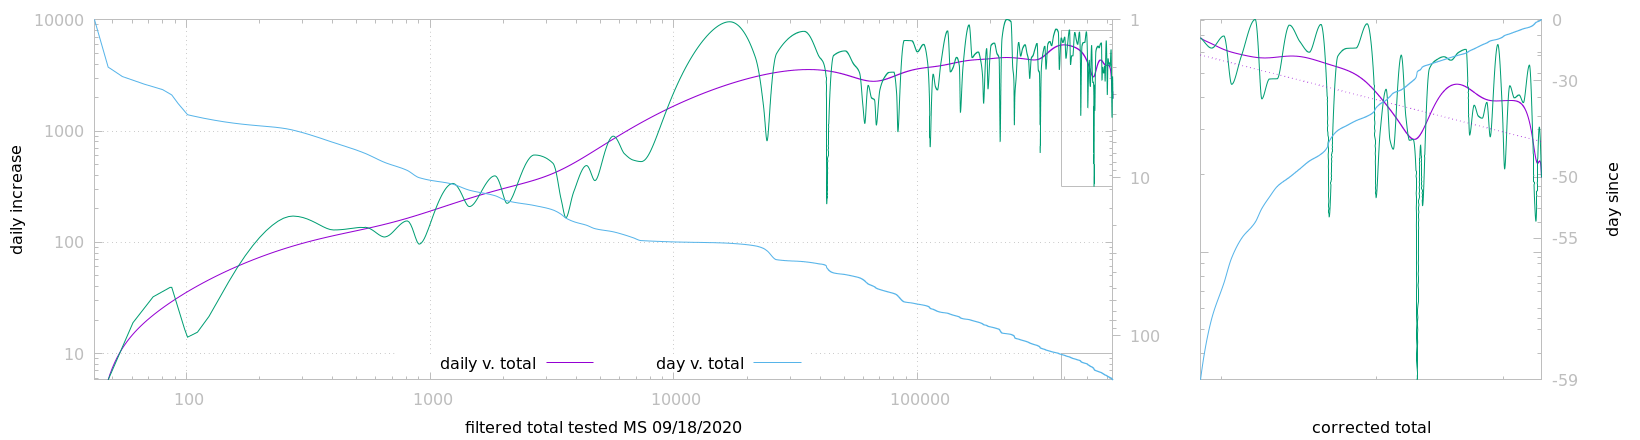 10000
1000
100
10
daily increase
100
1000
10000
100000
filtered total tested MS 09/18/2020
daily v. total
day v. total
1
10
100
0
-30
-50
-55
-59
day since
corrected total